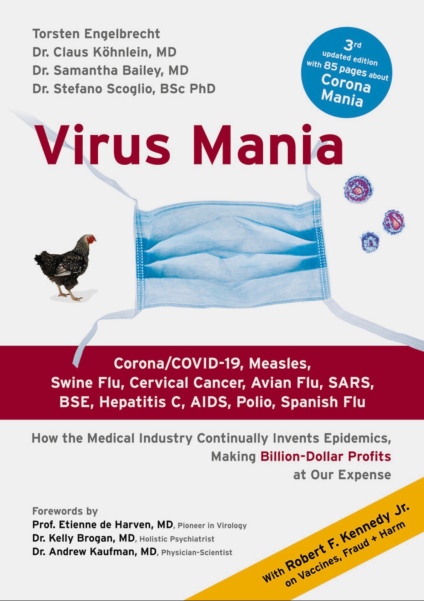 Torsten Engelbrecht
Dr. Claus Köhnlein, MD
Dr. Samantha Bailey, MD
Dr. Stefano Scoglio, BSc PhD
3rd
updated edition
with 85 pages about
Corona
Mania
Virus Mania
Corona/COVID-19, Measles,
Swine Flu, Cervical Cancer, Avian Flu, SARS,
BSE, Hepatitis C, AIDS, Polio, Spanish Flu
How the Medical Industry Continually Invents Epidemics,
Making Billion-Dollar Profits
at Our Expense
Forewords by
Prof. Etienne de Harven, MD, Pioneer in Virology
Dr. Kelly Brogan, MD, Holistic Psychiatrist
Dr. Andrew Kaufman, MD, Physician-Scientist
With Robert F. Kennedy Jr.
on Vaccines, Fraud + Harm